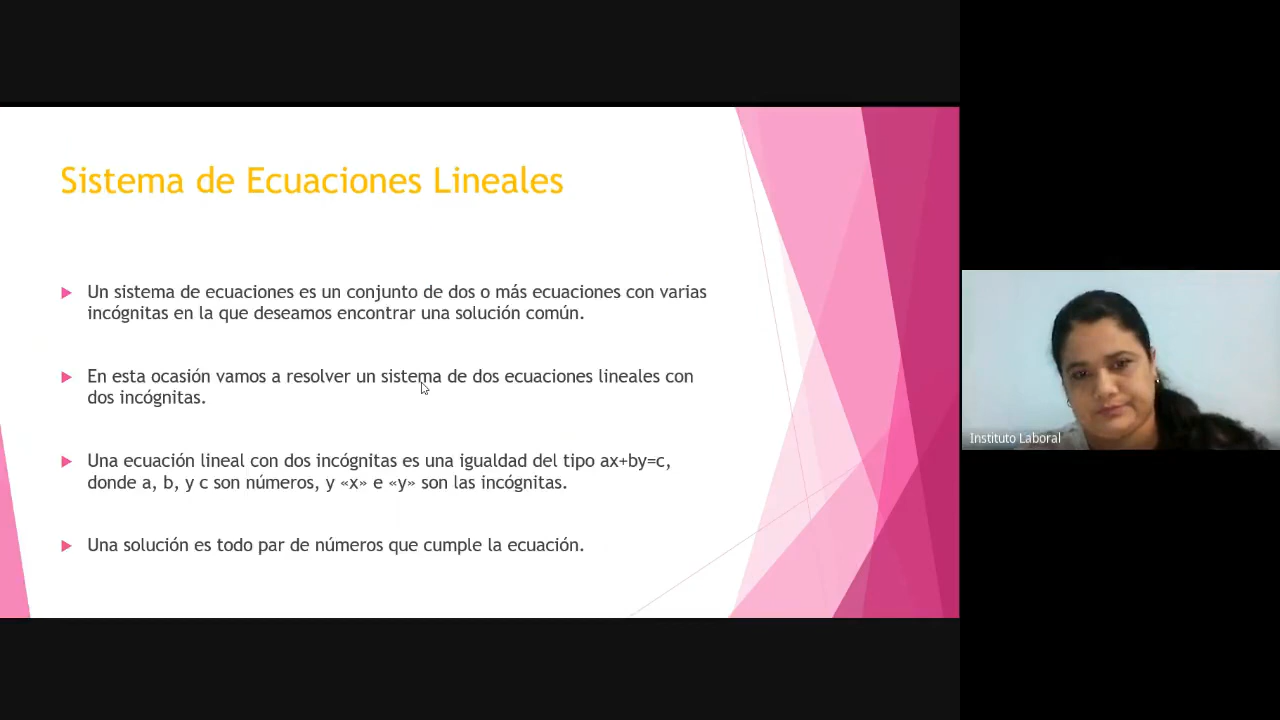 Sistema de Ecuaciones Lineales
Un sistema de ecuaciones es un conjunto de dos o más ecuaciones con varias
incógnitas en la que deseamos encontrar una solución común.
En esta ocasión vamos a resolver un sistema de dos ecuaciones lineales con
dos incógnitas.
Una ecuación lineal con dos incógnitas es una igualdad del tipo ax+by=c,
donde a, b, y c son números, y «x» e «y» son las incógnitas.
Una solución es todo par de números que cumple la ecuación.
Instituto Laboral